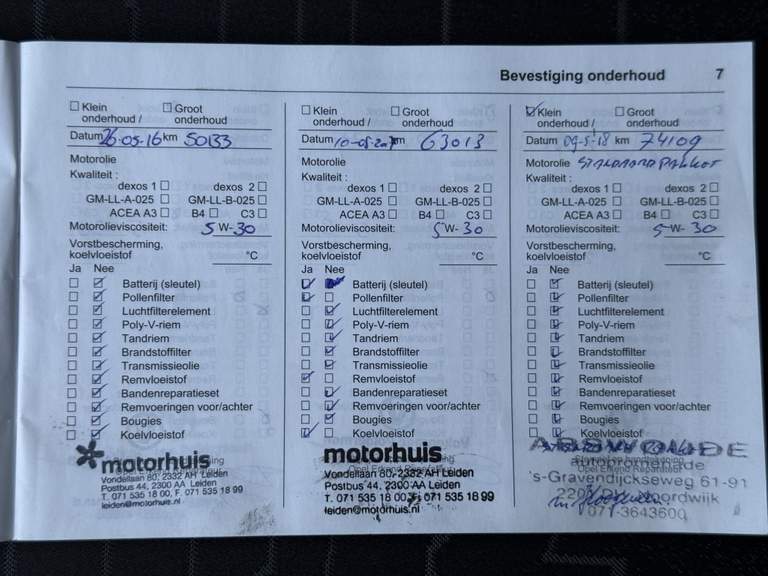 Bevestiging onderhoud 7
☐ Klein onderhoud / ☐ Groot onderhoud
Datum 26-05-16 km 50133
Motorolie
Kwaliteit :
dexos 1 ☐ dexos 2 ☐
GM-LL-A-025 ☐ GM-LL-B-025 ☐
ACEA A3 ☐ B4 ☐ C3 ☐
Motorolieviscositeit: 5 W- 30
Vorstbescherming,
koelvloeistof °C
Ja Nee
Batterij (sleutel)
Pollenfilter
Luchtfilterelement
Poly-V-riem
Tandriem
Brandstoffilter
Transmissieolie
Remvloeistof
Bandenreparatieset
Remvoeringen voor/achter
Bougies
Koelvloeistof
motorhuis
Vondellaan 80, 2332 AH Leiden
Postbus 44, 2300 AA Leiden
T. 071 535 18 00, F. 071 535 18 99
leiden@motorhuis.nl
☐ Klein onderhoud / ☐ Groot onderhoud
Datum 10-05- km 63013
Motorolie
Kwaliteit :
dexos 1 ☐ dexos 2 ☐
GM-LL-A-025 ☐ GM-LL-B-025 ☐
ACEA A3 ☐ B4 ☐ C3 ☐
Motorolieviscositeit: 5 W- 30
Vorstbescherming,
koelvloeistof °C
Ja Nee
Batterij (sleutel)
Pollenfilter
Luchtfilterelement
Poly-V-riem
Tandriem
Brandstoffilter
Transmissieolie
Remvloeistof
Bandenreparatieset
Remvoeringen voor/achter
Bougies
Koelvloeistof
motorhuis
Vondellaan 80, 2332 AH Leiden
Postbus 44, 2300 AA Leiden
T. 071 535 18 00, F. 071 535 18 99
leiden@motorhuis.nl
☑ Klein onderhoud / ☐ Groot onderhoud
Datum 09-5-18 km 74109
Motorolie STANDAARD PAKKET
Kwaliteit :
dexos 1 ☐ dexos 2 ☐
GM-LL-A-025 ☐ GM-LL-B-025 ☐
ACEA A3 ☐ B4 ☐ C3 ☐
Motorolieviscositeit: 5 W- 30
Vorstbescherming,
koelvloeistof °C
Ja Nee
Batterij (sleutel)
Pollenfilter
Luchtfilterelement
Poly-V-riem
Tandriem
Brandstoffilter
Transmissieolie
Remvloeistof
Bandenreparatieset
Remvoeringen voor/achter
Bougies
Koelvloeistof
autopromenade
's-Gravendijckseweg 61-91
Noordwijk
071-3643600